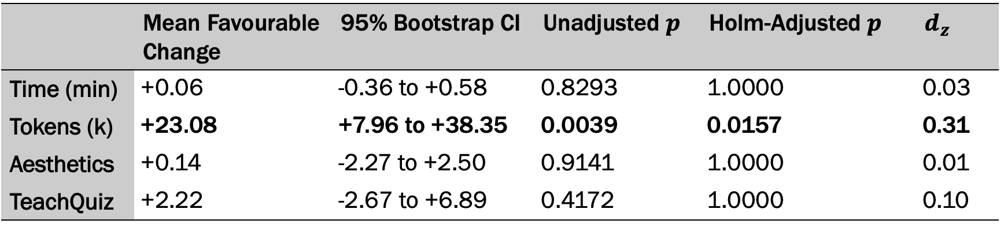 Mean Favourable Change 95% Bootstrap CI Unadjusted p Holm-Adjusted p d_z
Time (min) +0.06 -0.36 to +0.58 0.8293 1.0000 0.03
Tokens (k) +23.08 +7.96 to +38.35 0.0039 0.0157 0.31
Aesthetics +0.14 -2.27 to +2.50 0.9141 1.0000 0.01
TeachQuiz +2.22 -2.67 to +6.89 0.4172 1.0000 0.10